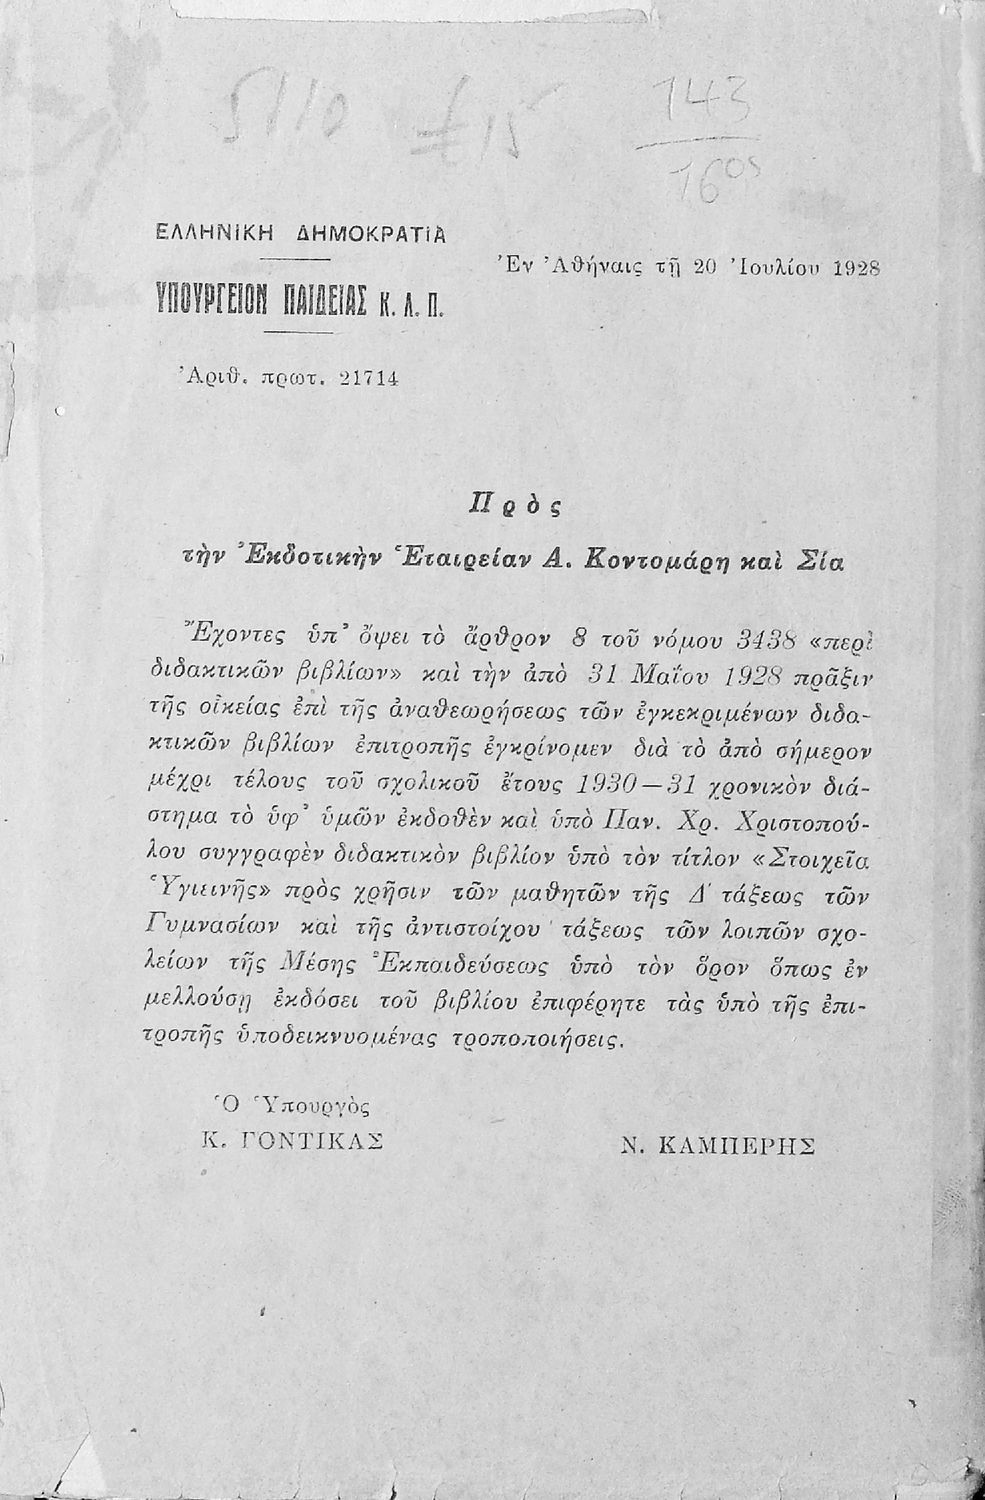 143
16ος
ΕΛΛΗΝΙΚΗ ΔΗΜΟΚΡΑΤΙΑ
ΥΠΟΥΡΓΕΙΟΝ ΠΑΙΔΕΙΑΣ Κ. Λ. Π.
Ἀριθ. πρωτ. 21714
Ἐν Ἀθήναις τῇ 20 Ἰουλίου 1928
Πρὸς
τὴν Ἐκδοτικὴν Ἑταιρείαν Α. Κοντομάρη καὶ Σία
Ἔχοντες ὑπ’ ὄψει τὸ ἄρθρον 8 τοῦ νόμου 3438 «περὶ
διδακτικῶν βιβλίων» καὶ τὴν ἀπὸ 31 Μαΐου 1928 πρᾶξιν
τῆς οἰκείας ἐπὶ τῆς ἀναθεωρήσεως τῶν ἐγκεκριμένων διδα-
κτικῶν βιβλίων ἐπιτροπῆς ἐγκρίνομεν διὰ τὸ ἀπὸ σήμερον
μέχρι τέλους τοῦ σχολικοῦ ἔτους 1930—31 χρονικὸν διά-
στημα τὸ ὑφ’ ὑμῶν ἐκδοθὲν καὶ ὑπὸ Παν. Χρ. Χριστοπού-
λου συγγραφὲν διδακτικὸν βιβλίον ὑπὸ τὸν τίτλον «Στοιχεῖα
Ὑγιεινῆς» πρὸς χρῆσιν τῶν μαθητῶν τῆς Δ΄ τάξεως τῶν
Γυμνασίων καὶ τῆς ἀντιστοίχου τάξεως τῶν λοιπῶν σχο-
λείων τῆς Μέσης Ἐκπαιδεύσεως ὑπὸ τὸν ὅρον ὅπως ἐν
μελλούσῃ ἐκδόσει τοῦ βιβλίου ἐπιφέρητε τὰς ὑπὸ τῆς ἐπι-
τροπῆς ὑποδεικνυομένας τροποποιήσεις.
Ὁ Ὑπουργὸς
Κ. ΓΟΝΤΙΚΑΣ
Ν. ΚΑΜΠΕΡΗΣ